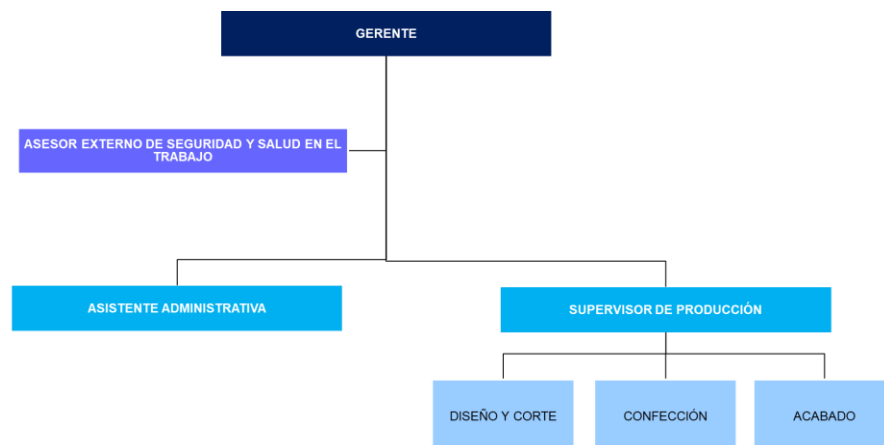 GERENTE
ASESOR EXTERNO DE SEGURIDAD Y SALUD EN EL
TRABAJO
ASISTENTE ADMINISTRATIVA
SUPERVISOR DE PRODUCCIÓN
DISEÑO Y CORTE
CONFECCIÓN
ACABADO